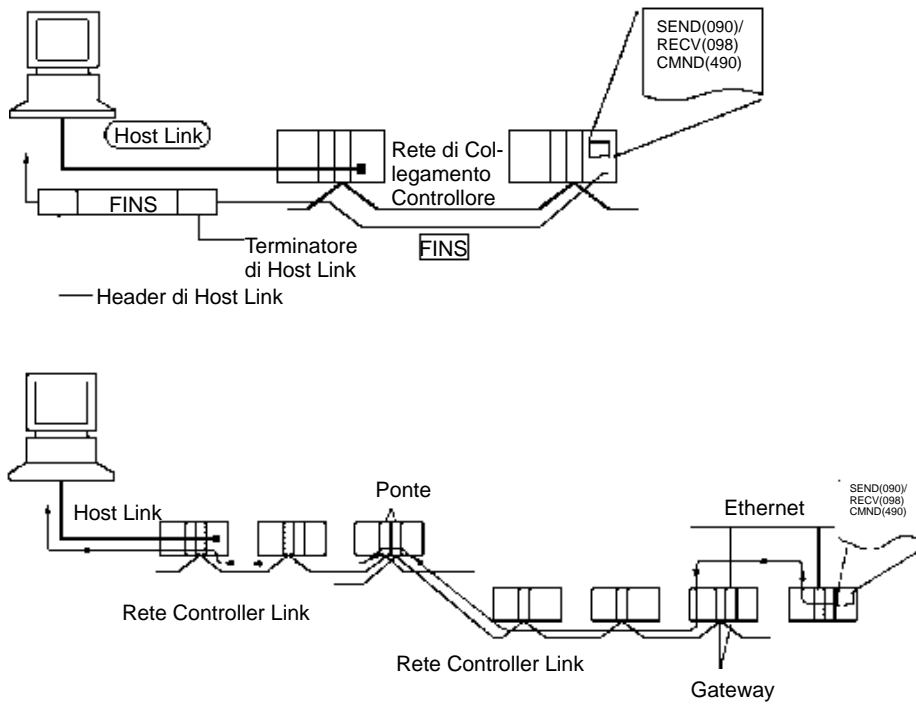 SEND(090)/
RECV(098)
CMND(490)
Host Link
Rete di Col-
legamento
Controllore
FINS
FINS
Terminatore
di Host Link
Header di Host Link
Ponte
Host Link
Ethernet
SEND(090)/
RECV(098)
CMND(490)
Rete Controller Link
Rete Controller Link
Gateway